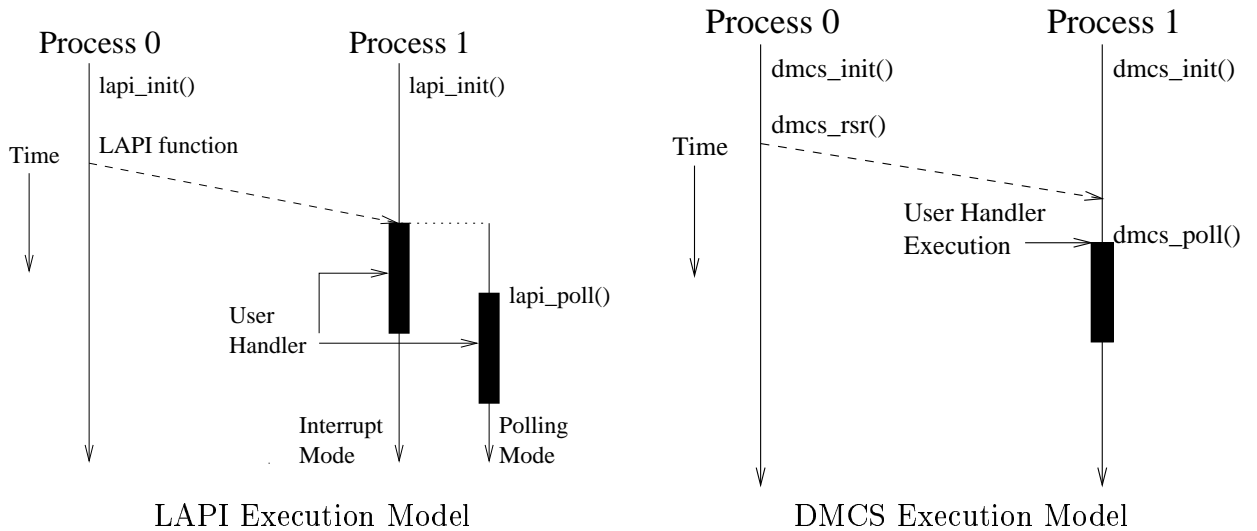 Process 0
Process 1
lapi_init()
lapi_init()
LAPI function
Time
lapi_poll()
User
Handler
Interrupt
Mode
Polling
Mode
LAPI Execution Model
Process 0
Process 1
dmcs_init()
dmcs_init()
dmcs_rsr()
Time
User Handler
Execution
dmcs_poll()
DMCS Execution Model